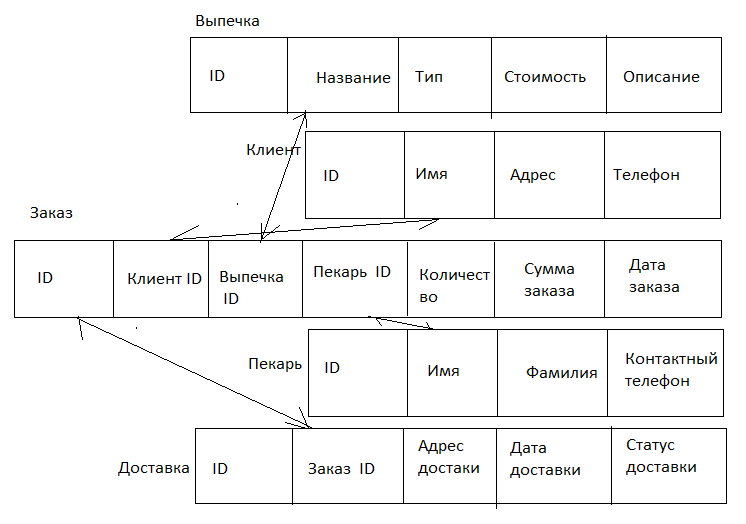 Выпечка
ID
Название
Тип
Стоимость
Описание
Клиент
ID
Имя
Адрес
Телефон
Заказ
ID
Клиент ID
Выпечка
ID
Пекарь ID
Количест
во
Сумма
заказа
Дата
заказа
Пекарь
ID
Имя
Фамилия
Контактный
телефон
Доставка
ID
Заказ ID
Адрес
достаки
Дата
доставки
Статус
доставки